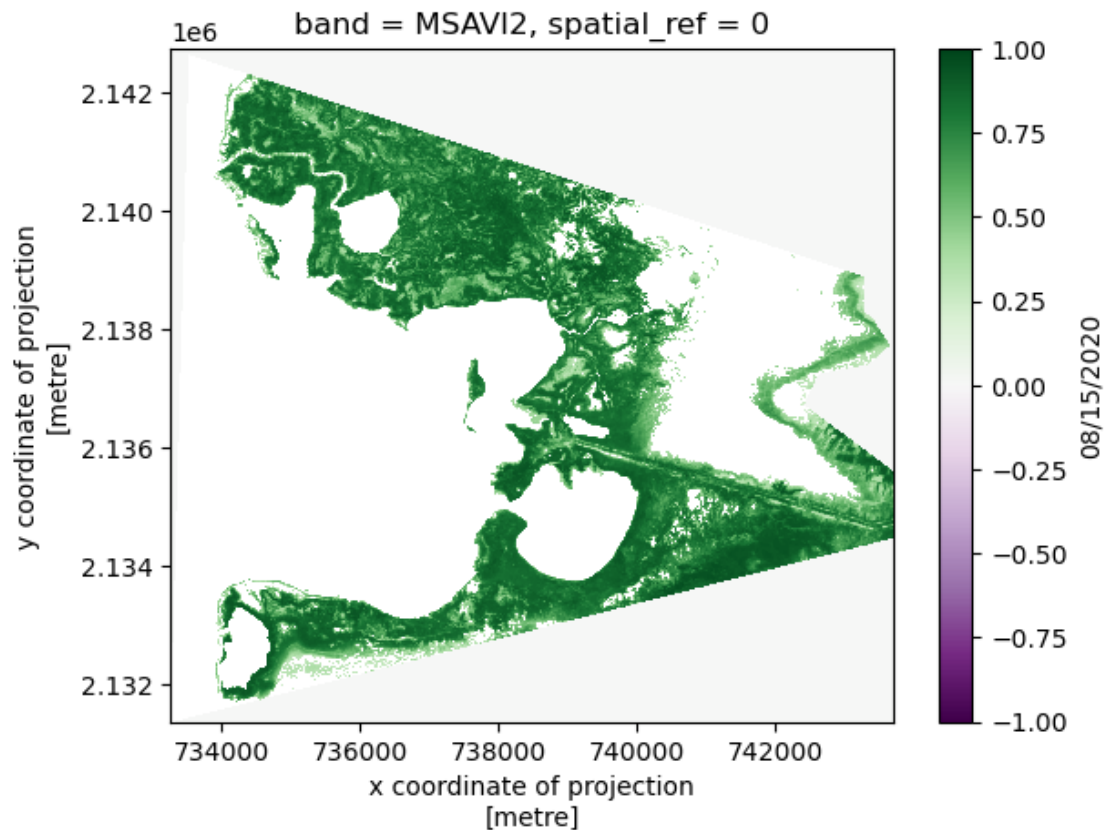 band = MSAVI2, spatial_ref = 0
1e6
2.142
2.140
2.138
2.136
2.134
2.132
y coordinate of projection
[metre]
734000 736000 738000 740000 742000
x coordinate of projection
[metre]
1.00
0.75
0.50
0.25
0.00
−0.25
−0.50
−0.75
−1.00
08/15/2020